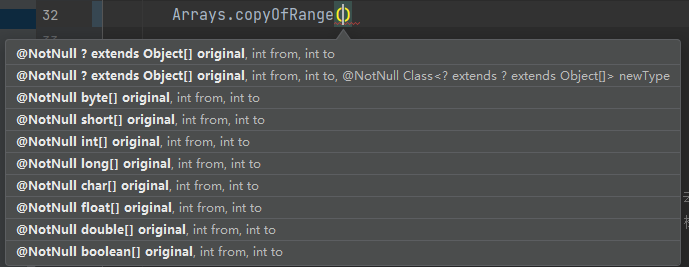 32 Arrays.copyOfRange()
@NotNull ? extends Object[] original, int from, int to
@NotNull ? extends Object[] original, int from, int to, @NotNull Class<? extends ? extends Object[]> newType
@NotNull byte[] original, int from, int to
@NotNull short[] original, int from, int to
@NotNull int[] original, int from, int to
@NotNull long[] original, int from, int to
@NotNull char[] original, int from, int to
@NotNull float[] original, int from, int to
@NotNull double[] original, int from, int to
@NotNull boolean[] original, int from, int to